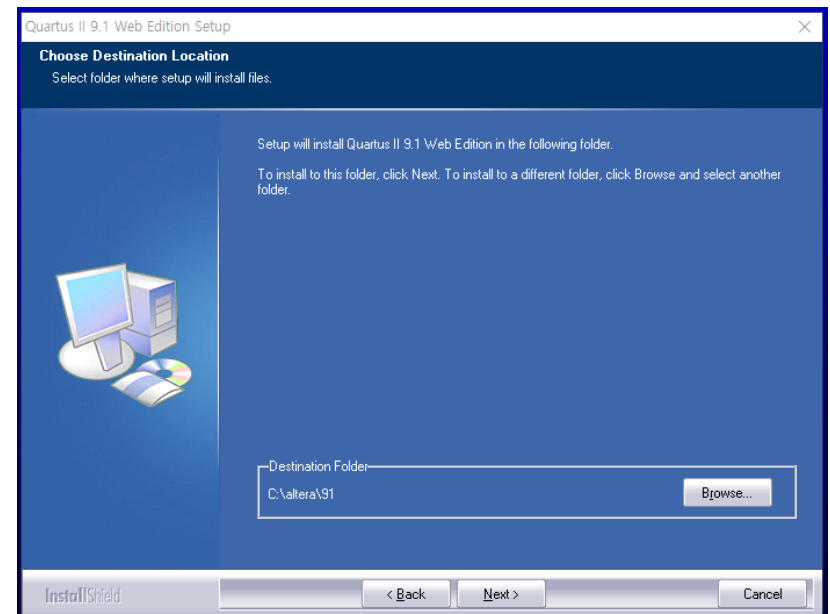 Quartus II 9.1 Web Edition Setup
Choose Destination Location
Select folder where setup will install files.
Setup will install Quartus II 9.1 Web Edition in the following folder.
To install to this folder, click Next. To install to a different folder, click Browse and select another
folder.
Destination Folder
C:\altera\91
Browse...
InstallShield
< Back
Next >
Cancel